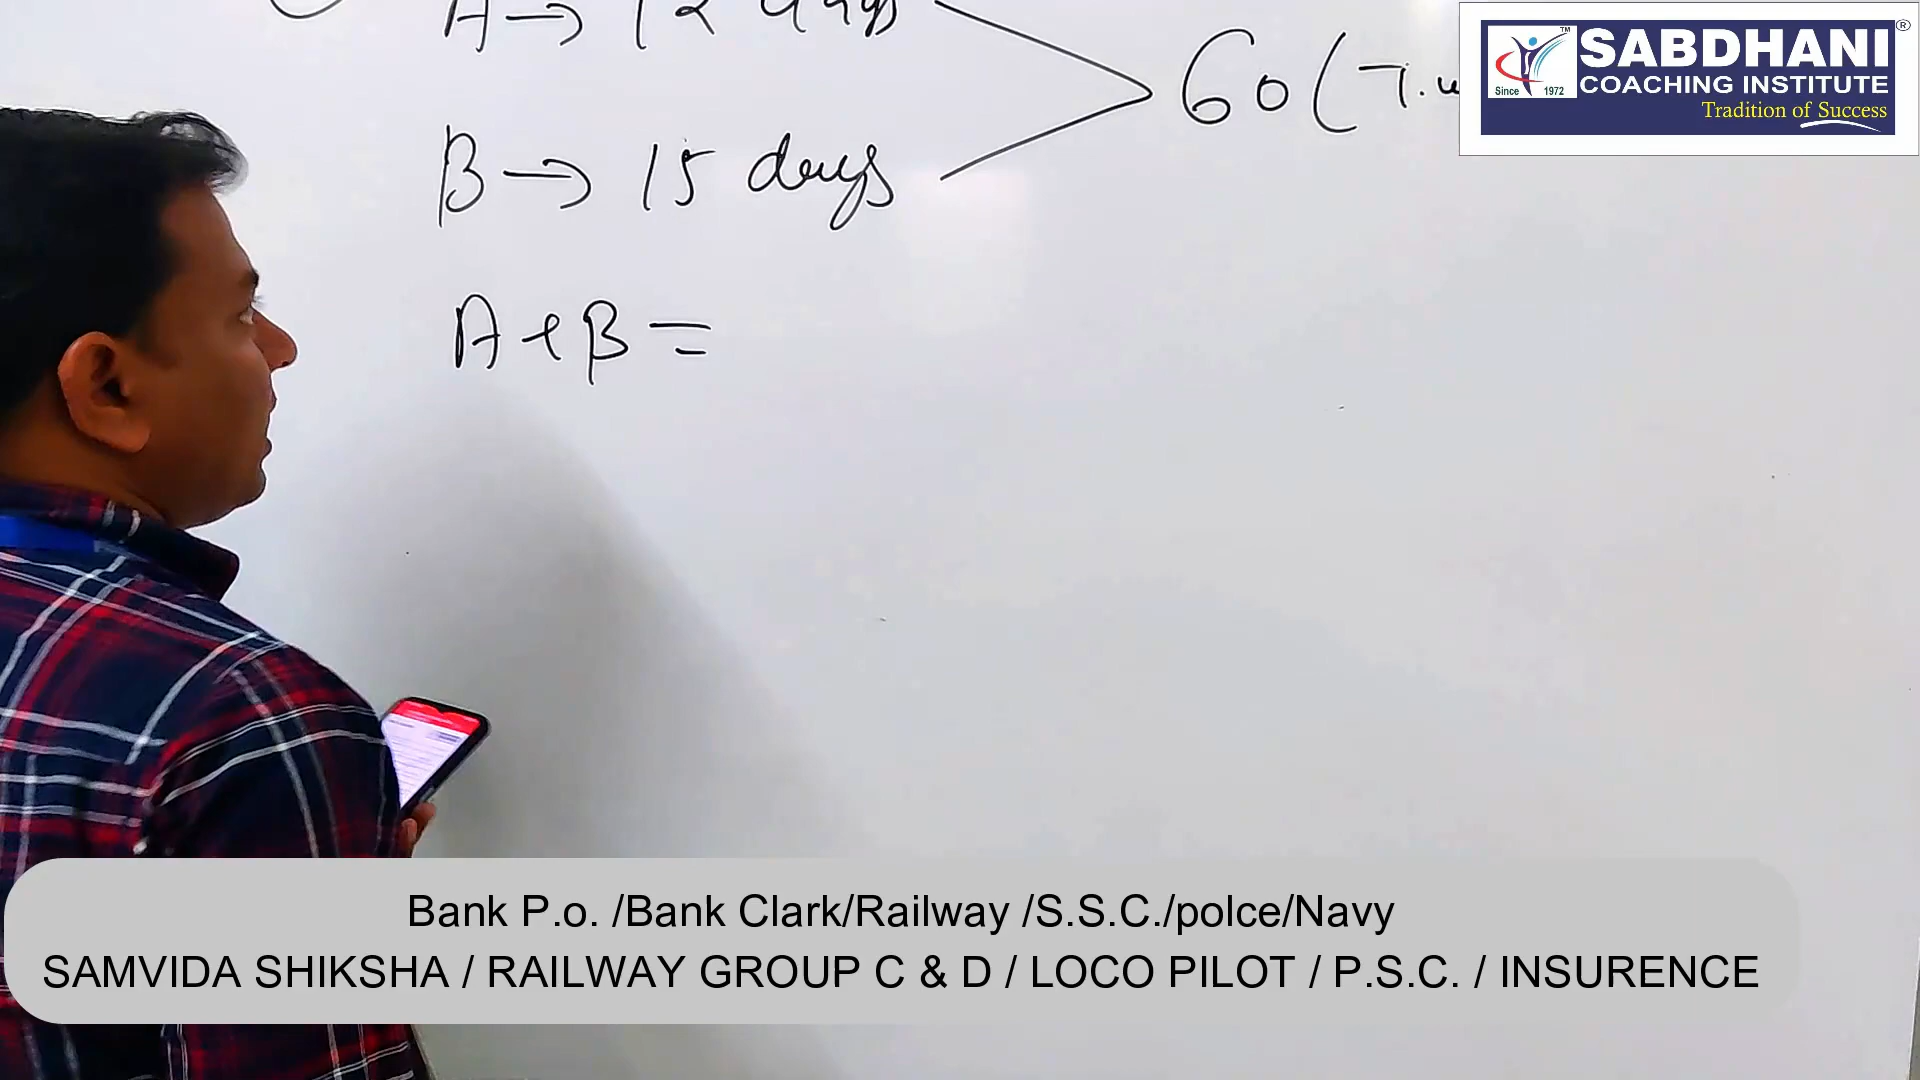 A → 12 days
60 (T.w
B → 15 days
A + B =
SABDHANI ®
COACHING INSTITUTE
Tradition of Success
Since 1972
TM
Bank P.o. /Bank Clark/Railway /S.S.C./polce/Navy
SAMVIDA SHIKSHA / RAILWAY GROUP C & D / LOCO PILOT / P.S.C. / INSURENCE